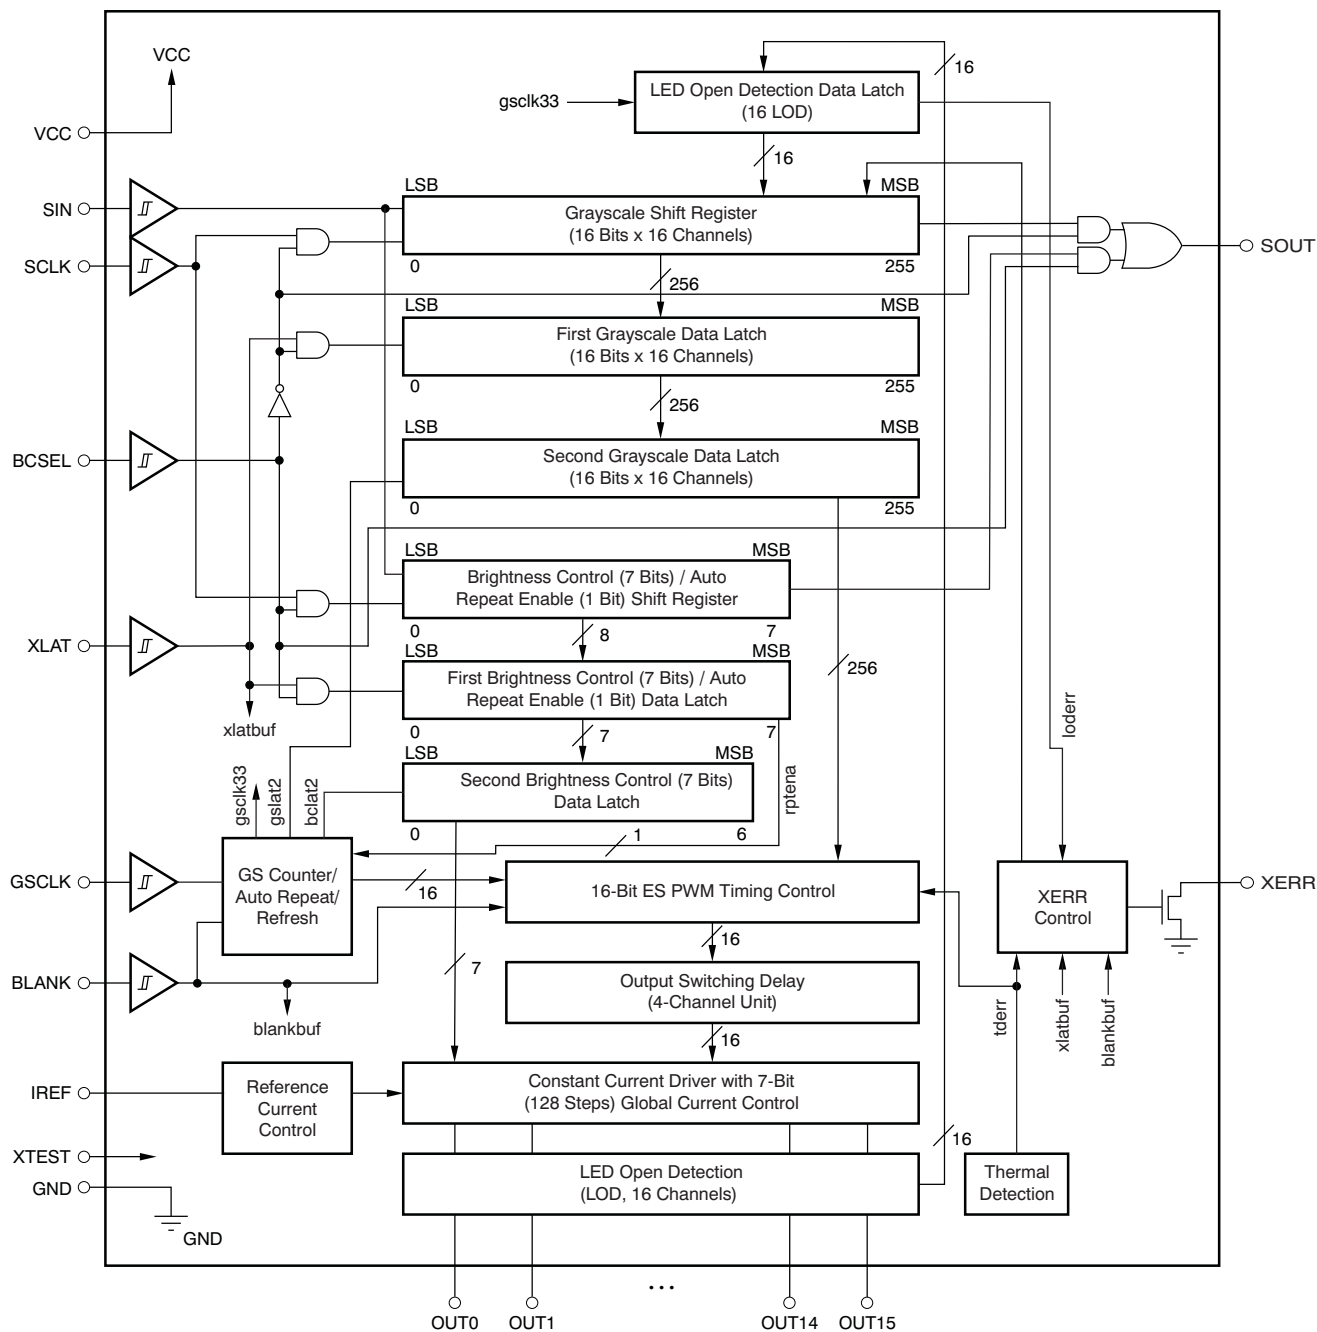 VCC
16
LED Open Detection Data Latch
(16 LOD)
gsclk33
VCC
16
LSB
MSB
SIN
Grayscale Shift Register
(16 Bits x 16 Channels)
SOUT
SCLK
0
255
256
LSB
MSB
First Grayscale Data Latch
(16 Bits x 16 Channels)
0
255
256
LSB
MSB
BCSEL
Second Grayscale Data Latch
(16 Bits x 16 Channels)
0
255
LSB
MSB
Brightness Control (7 Bits) / Auto
Repeat Enable (1 Bit) Shift Register
0
7
8
XLAT
LSB
MSB
256
First Brightness Control (7 Bits) / Auto
Repeat Enable (1 Bit) Data Latch
loderr
xlatbuf
0
7
7
LSB
MSB
gsclk33
gslat2
bclat2
Second Brightness Control (7 Bits)
Data Latch
rptena
0
1
6
GSCLK
GS Counter/
Auto Repeat/
Refresh
16
16-Bit ES PWM Timing Control
XERR
Control
XERR
16
7
BLANK
Output Switching Delay
(4-Channel Unit)
blankbuf
tderr
xlatbuf
blankbuf
16
IREF
Reference
Current
Control
Constant Current Driver with 7-Bit
(128 Steps) Global Current Control
16
XTEST
LED Open Detection
(LOD, 16 Channels)
Thermal
Detection
GND
GND
...
OUT0
OUT1
OUT14
OUT15